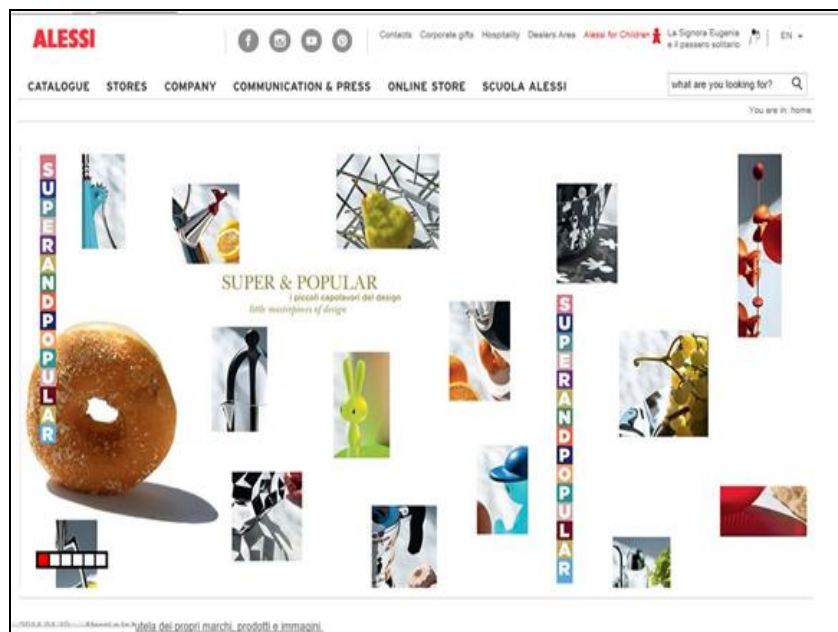 ALESSI
Contacts Corporate gifts Hospitality Dealers Area Alessi for Children
La Signora Eugenia
e il passero solitario
EN
CATALOGUE STORES COMPANY COMMUNICATION & PRESS ONLINE STORE SCUOLA ALESSI
what are you looking for?
You are in: home
SUPERANDPOPULAR
SUPER & POPULAR
i piccoli capolavori del design
little masterpieces of design
SUPERANDPOPULAR
tutela dei propri marchi, prodotti e immagini.